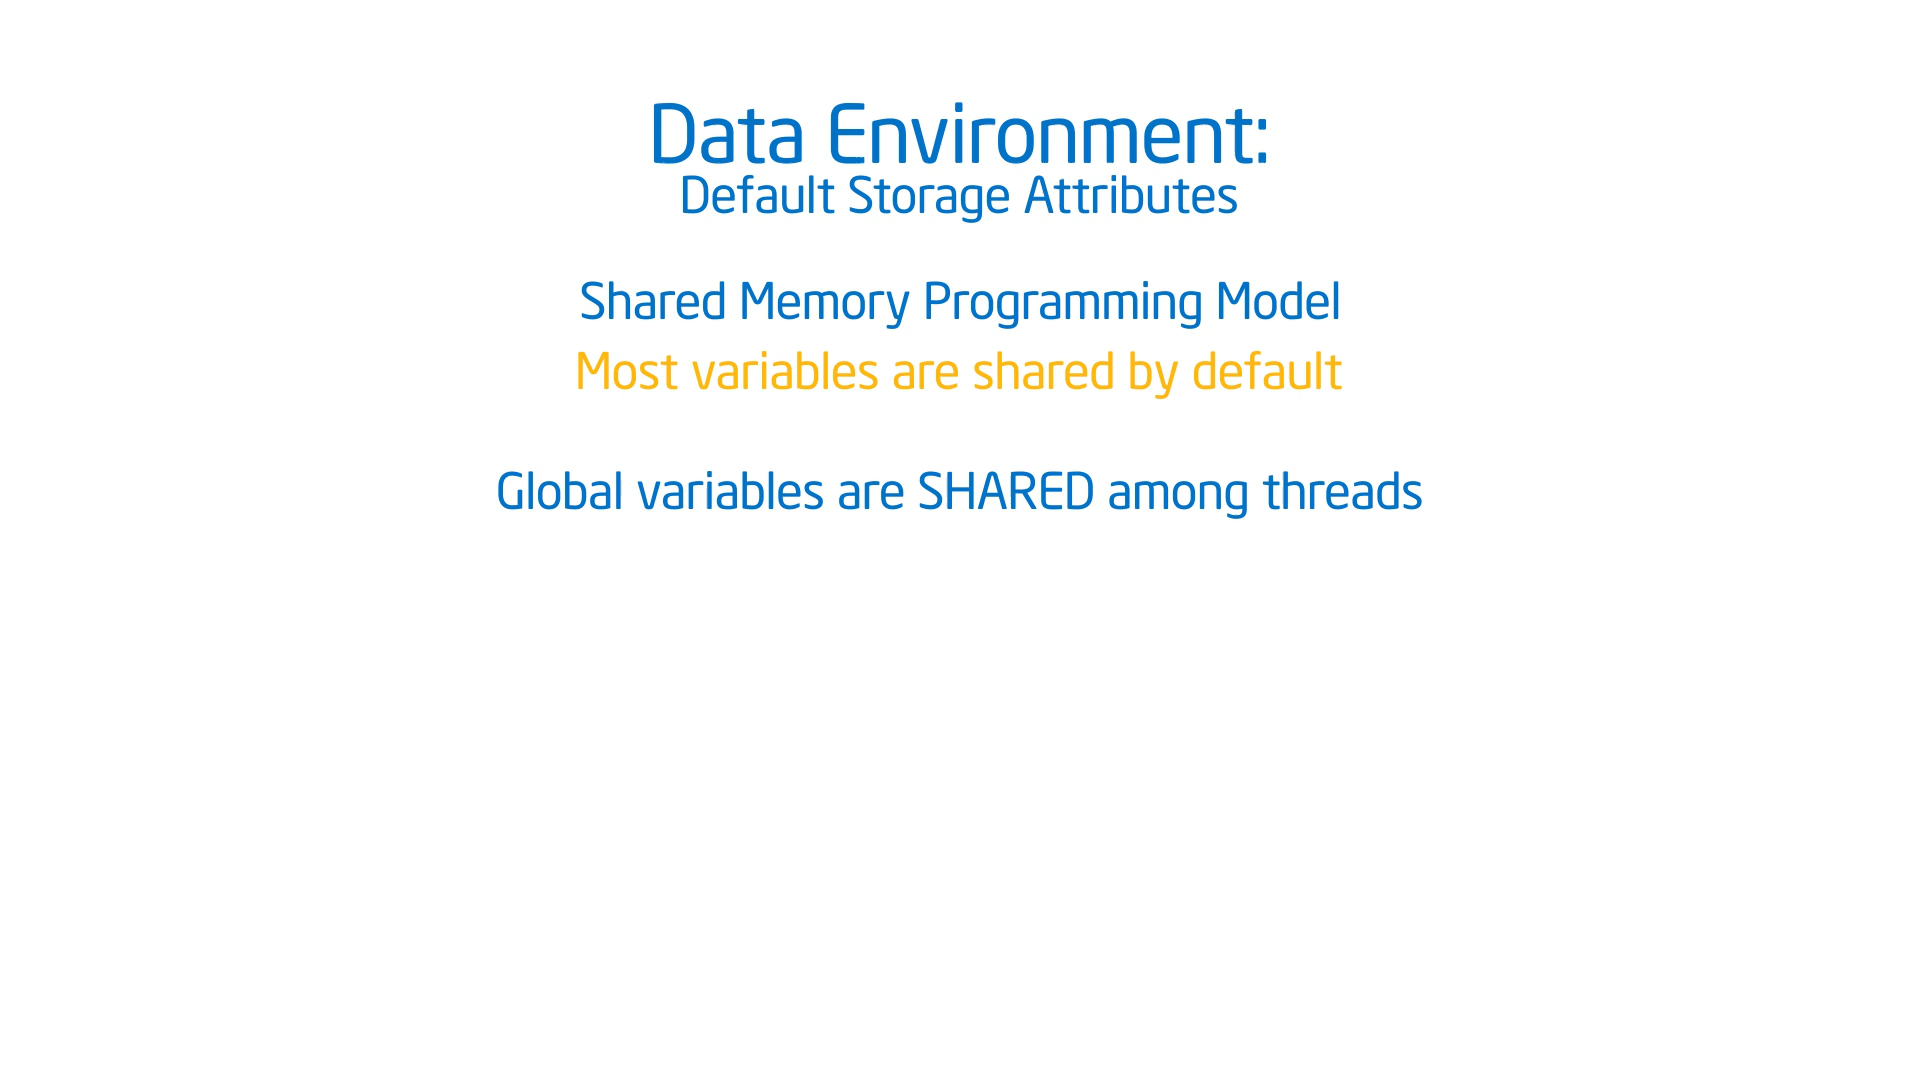 Data Environment:
Default Storage Attributes
Shared Memory Programming Model
Most variables are shared by default
Global variables are SHARED among threads